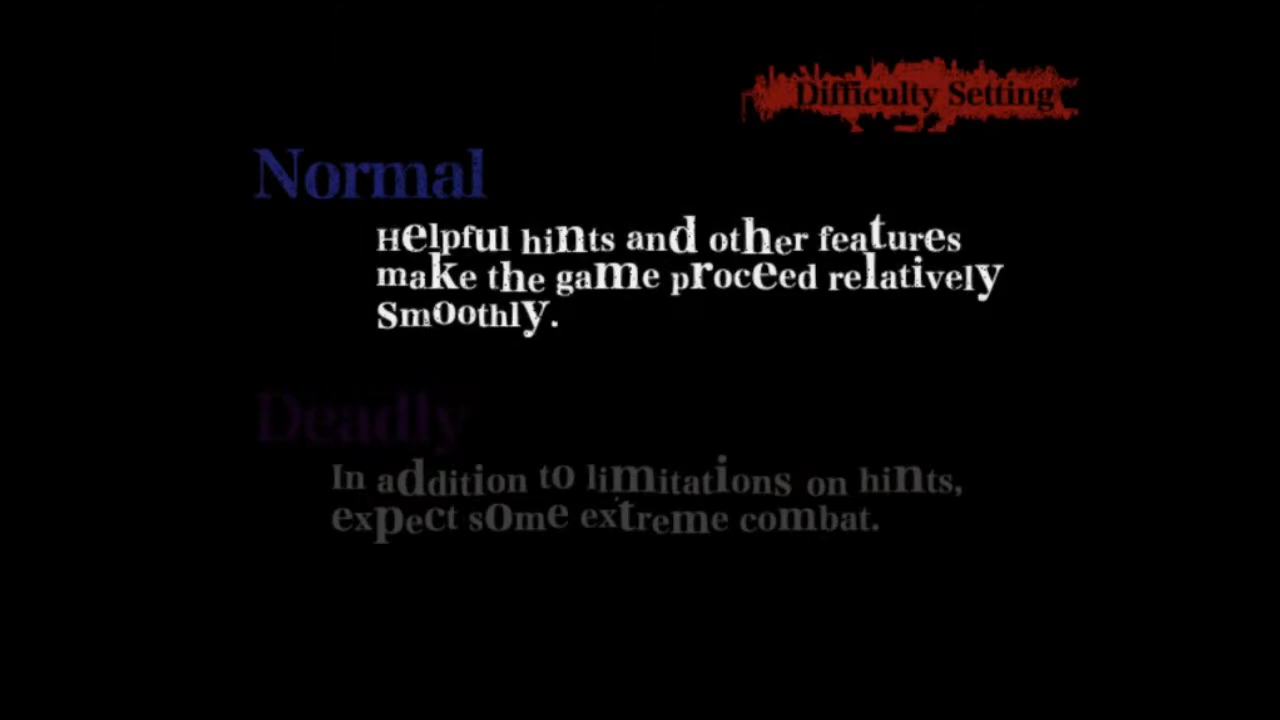 Difficulty Setting
Normal
Helpful hints and other features
make the game proceed relatively
Smoothly.
Deadly
In addition to limitations on hints,
expect some extreme combat.